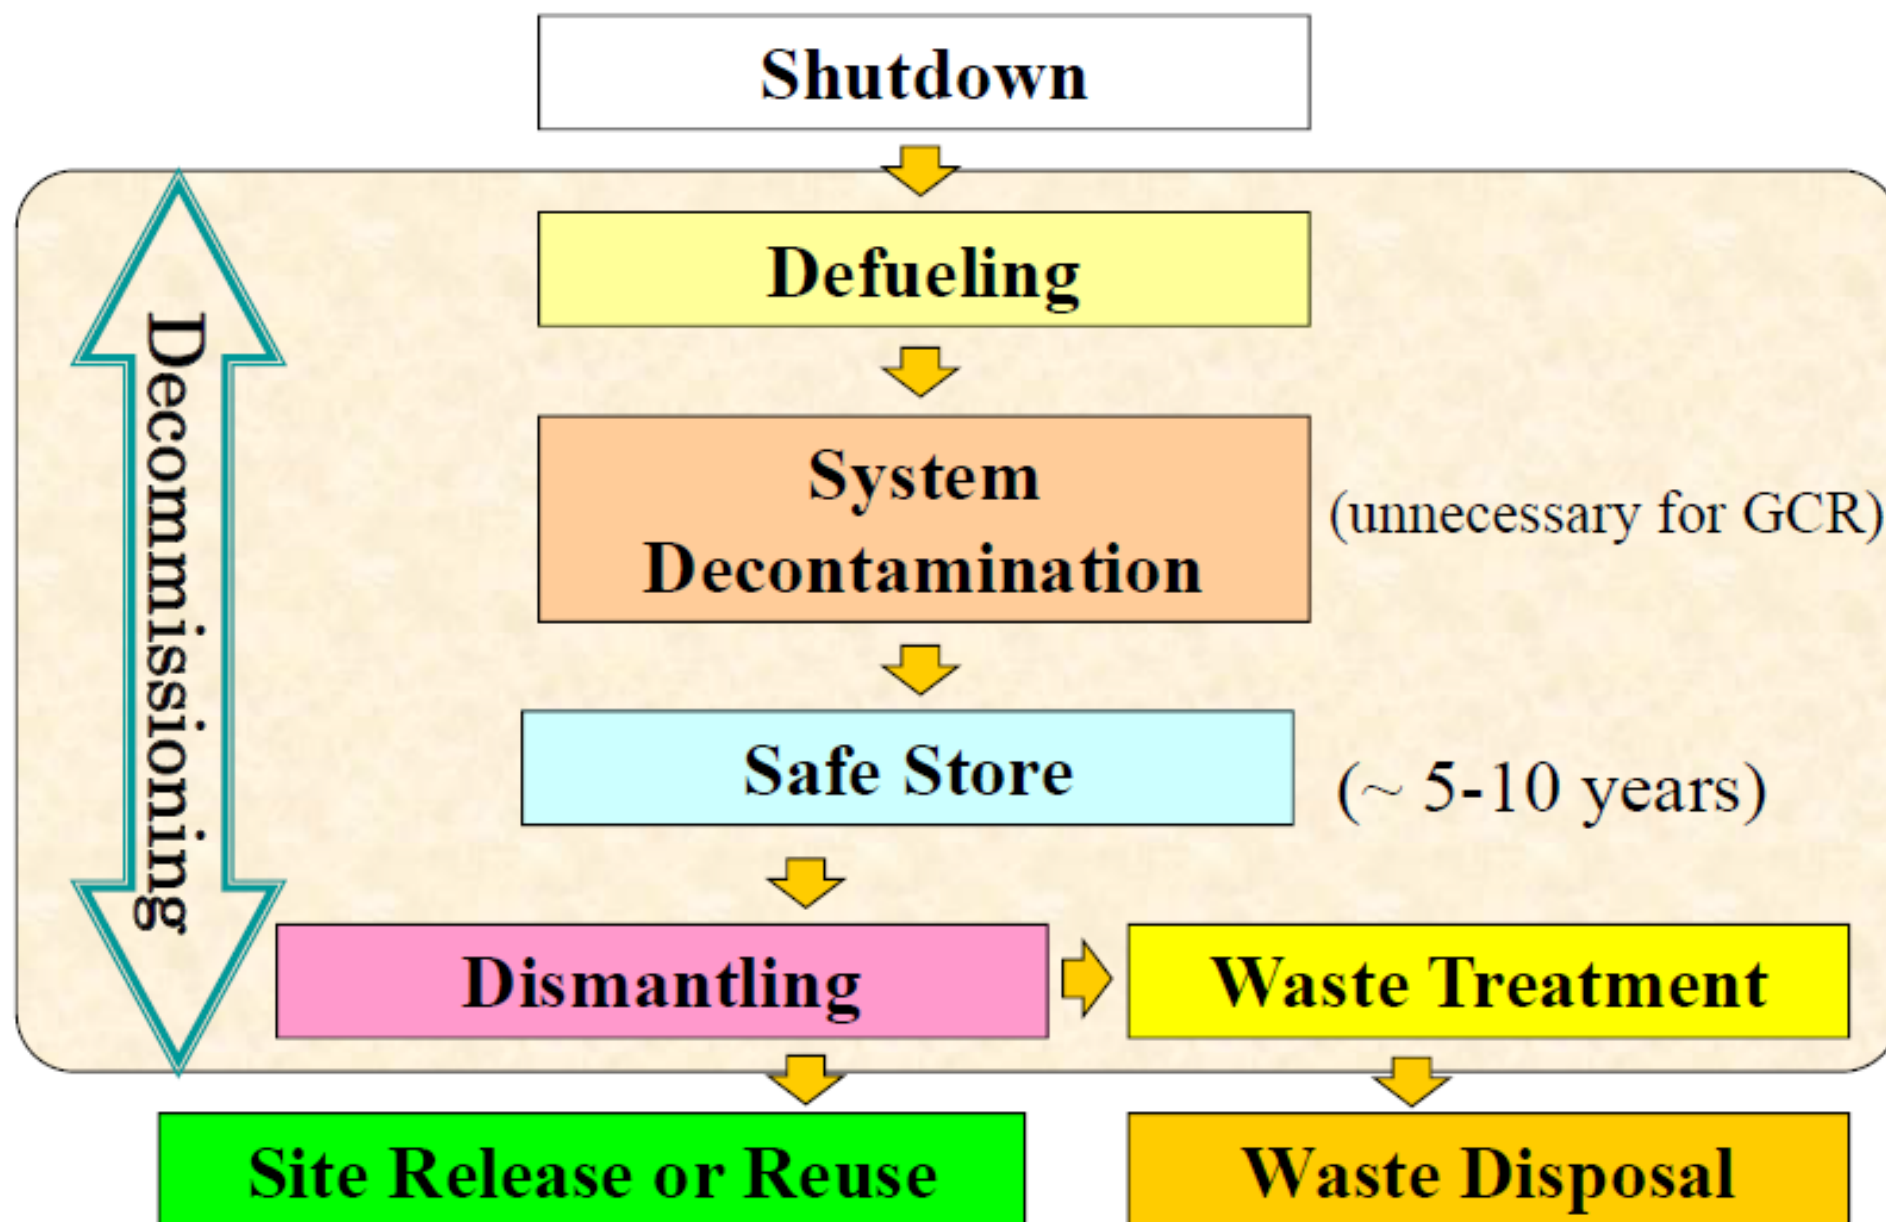 Shutdown
Decommissioning
Defueling
System
Decontamination
(unnecessary for GCR)
Safe Store
(~ 5-10 years)
Dismantling
Waste Treatment
Site Release or Reuse
Waste Disposal